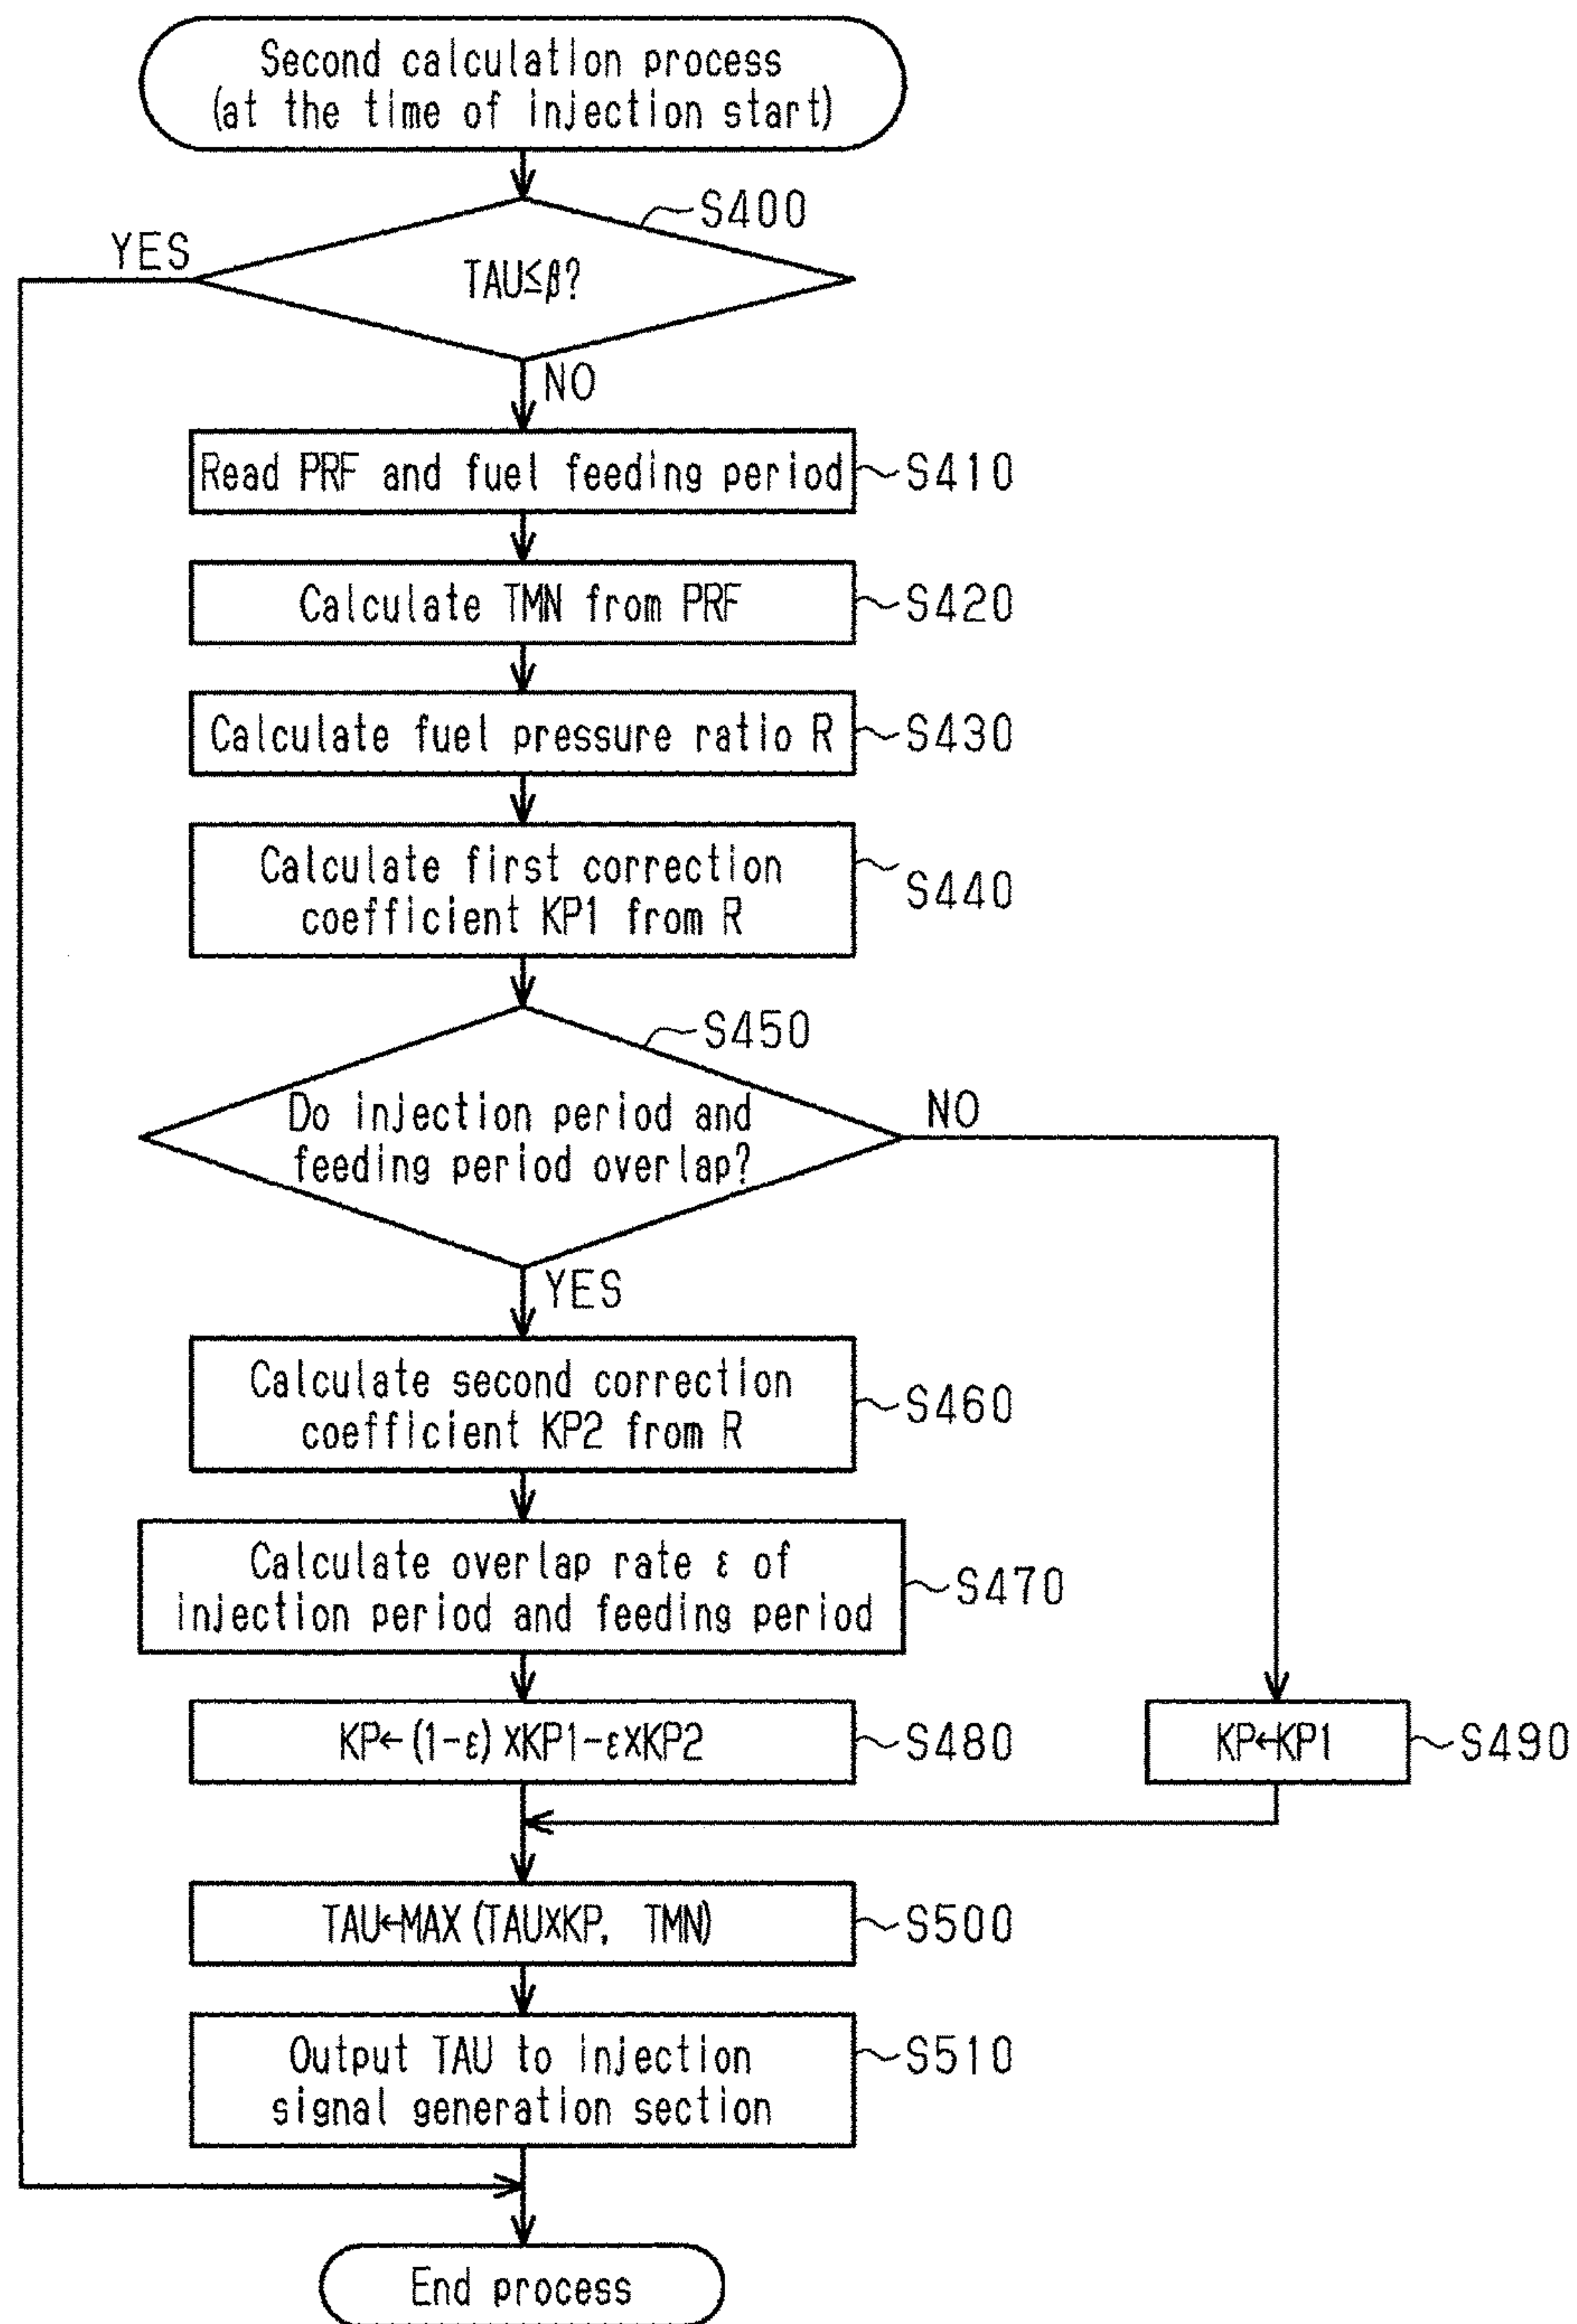 Second calculation process
(at the time of injection start)
S400
YES
TAU≤β?
NO
Read PRF and fuel feeding period
S410
Calculate TMN from PRF
S420
Calculate fuel pressure ratio R
S430
Calculate first correction
coefficient KP1 from R
S440
S450
Do injection period and
feeding period overlap?
NO
YES
Calculate second correction
coefficient KP2 from R
S460
Calculate overlap rate ε of
injection period and feeding period
S470
KP←(1-ε)XKP1-εXKP2
S480
KP←KP1
S490
TAU←MAX(TAUXKP, TMN)
S500
Output TAU to injection
signal generation section
S510
End process